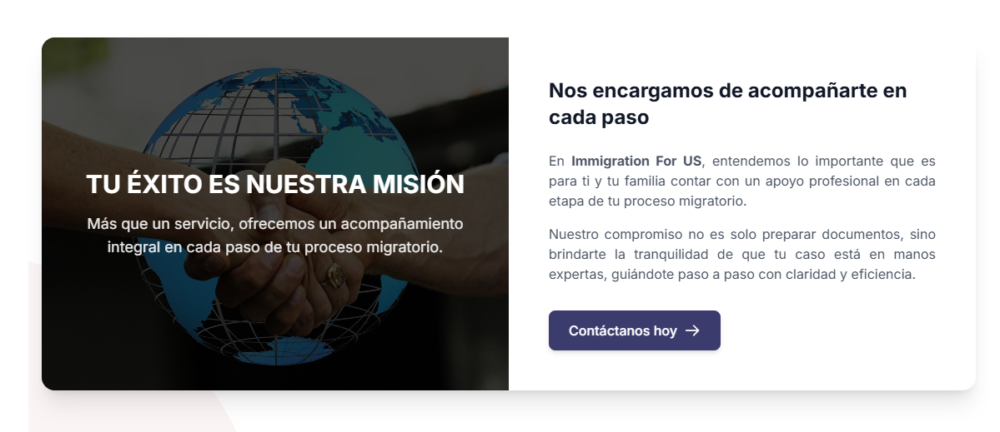 TU ÉXITO ES NUESTRA MISIÓN
Más que un servicio, ofrecemos un acompañamiento
integral en cada paso de tu proceso migratorio.
Nos encargamos de acompañarte en
cada paso
En Immigration For US, entendemos lo importante que es
para ti y tu familia contar con un apoyo profesional en cada
etapa de tu proceso migratorio.
Nuestro compromiso no es solo preparar documentos, sino
brindarte la tranquilidad de que tu caso está en manos
expertas, guiándote paso a paso con claridad y eficiencia.
Contáctanos hoy →